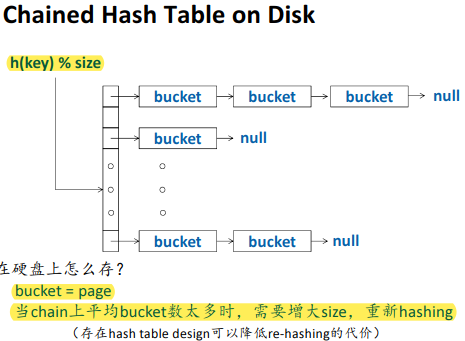 Chained Hash Table on Disk
h(key) % size
bucket bucket bucket null
bucket null
bucket bucket null
在硬盘上怎么存?
bucket = page
当chain上平均bucket数太多时，需要增大size，重新hashing
（存在hash table design可以降低re-hashing的代价）